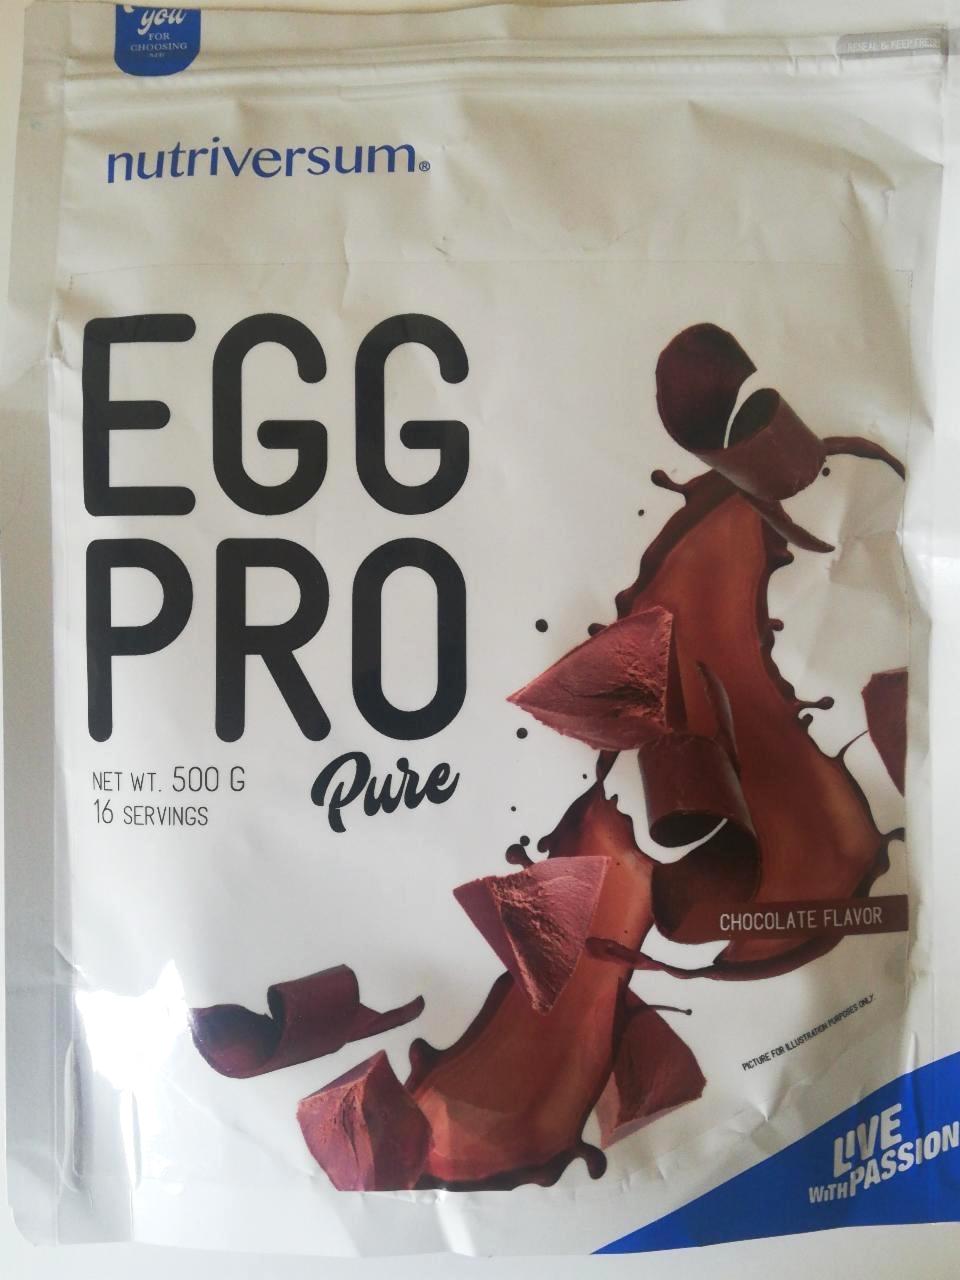 you
FOR
CHOOSING
RESEAL & KEEP FRESH
nutriversum®
EGG
PRO
Pure
NET WT. 500 G
16 SERVINGS
CHOCOLATE FLAVOR
PICTURE FOR ILLUSTRATION PURPOSES ONLY.
LIVE
WITH PASSION